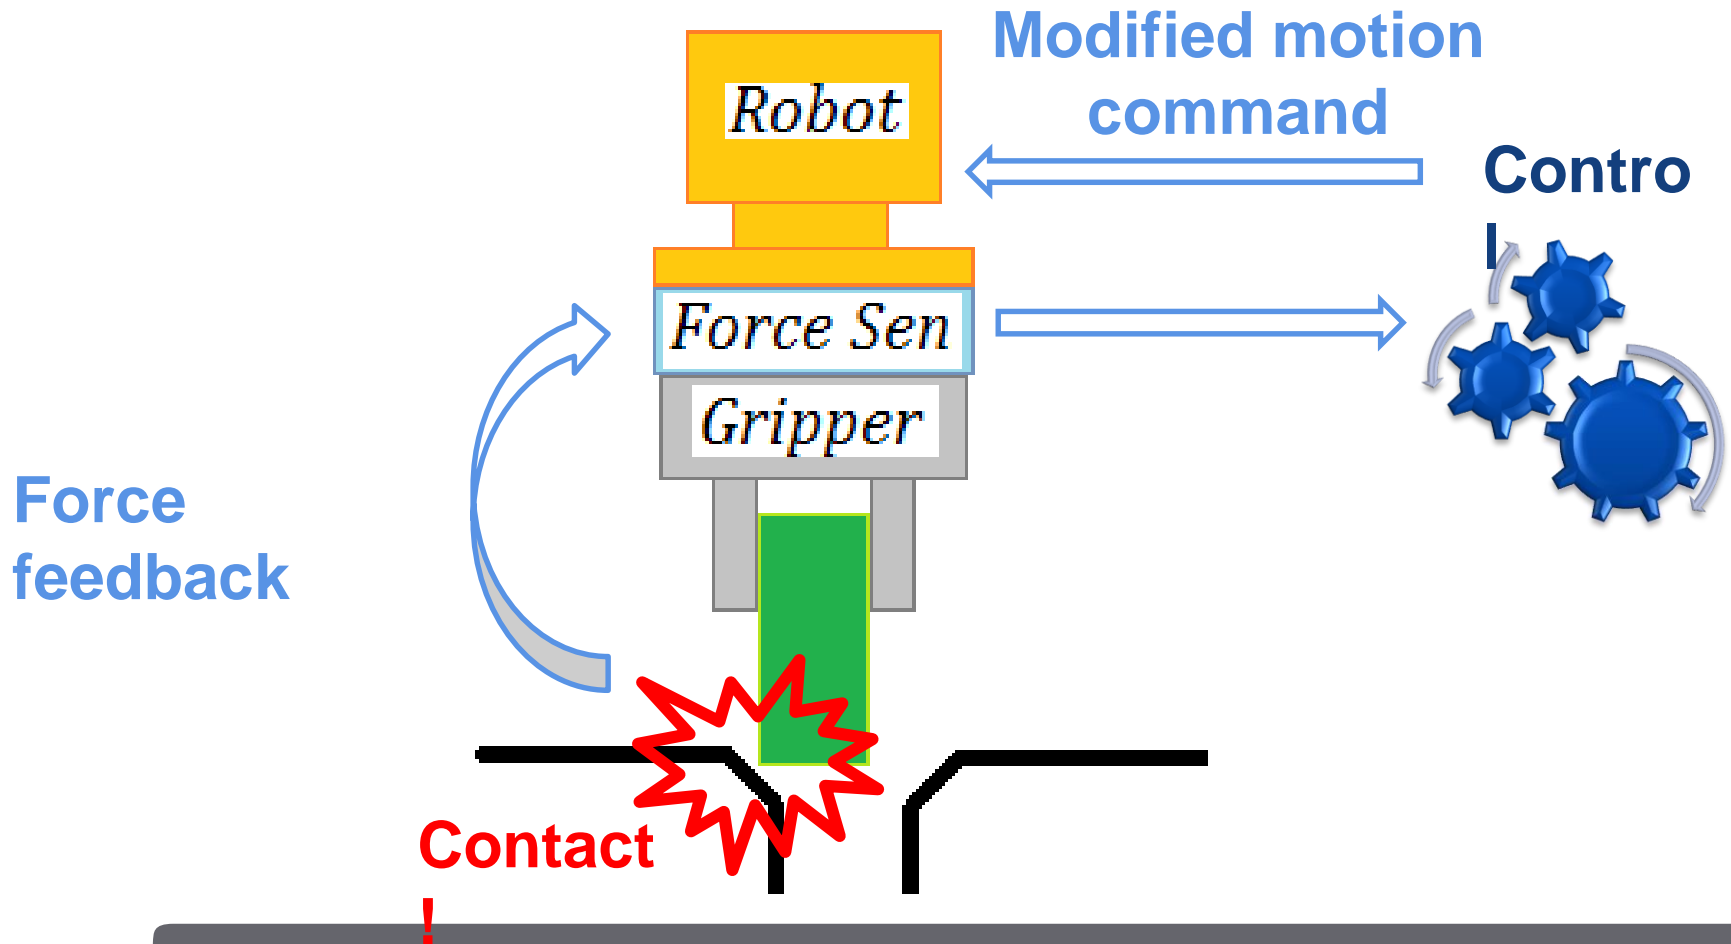 Modified motion
command
Robot
Contro
l
Force Sen
Gripper
Force
feedback
Contact
!